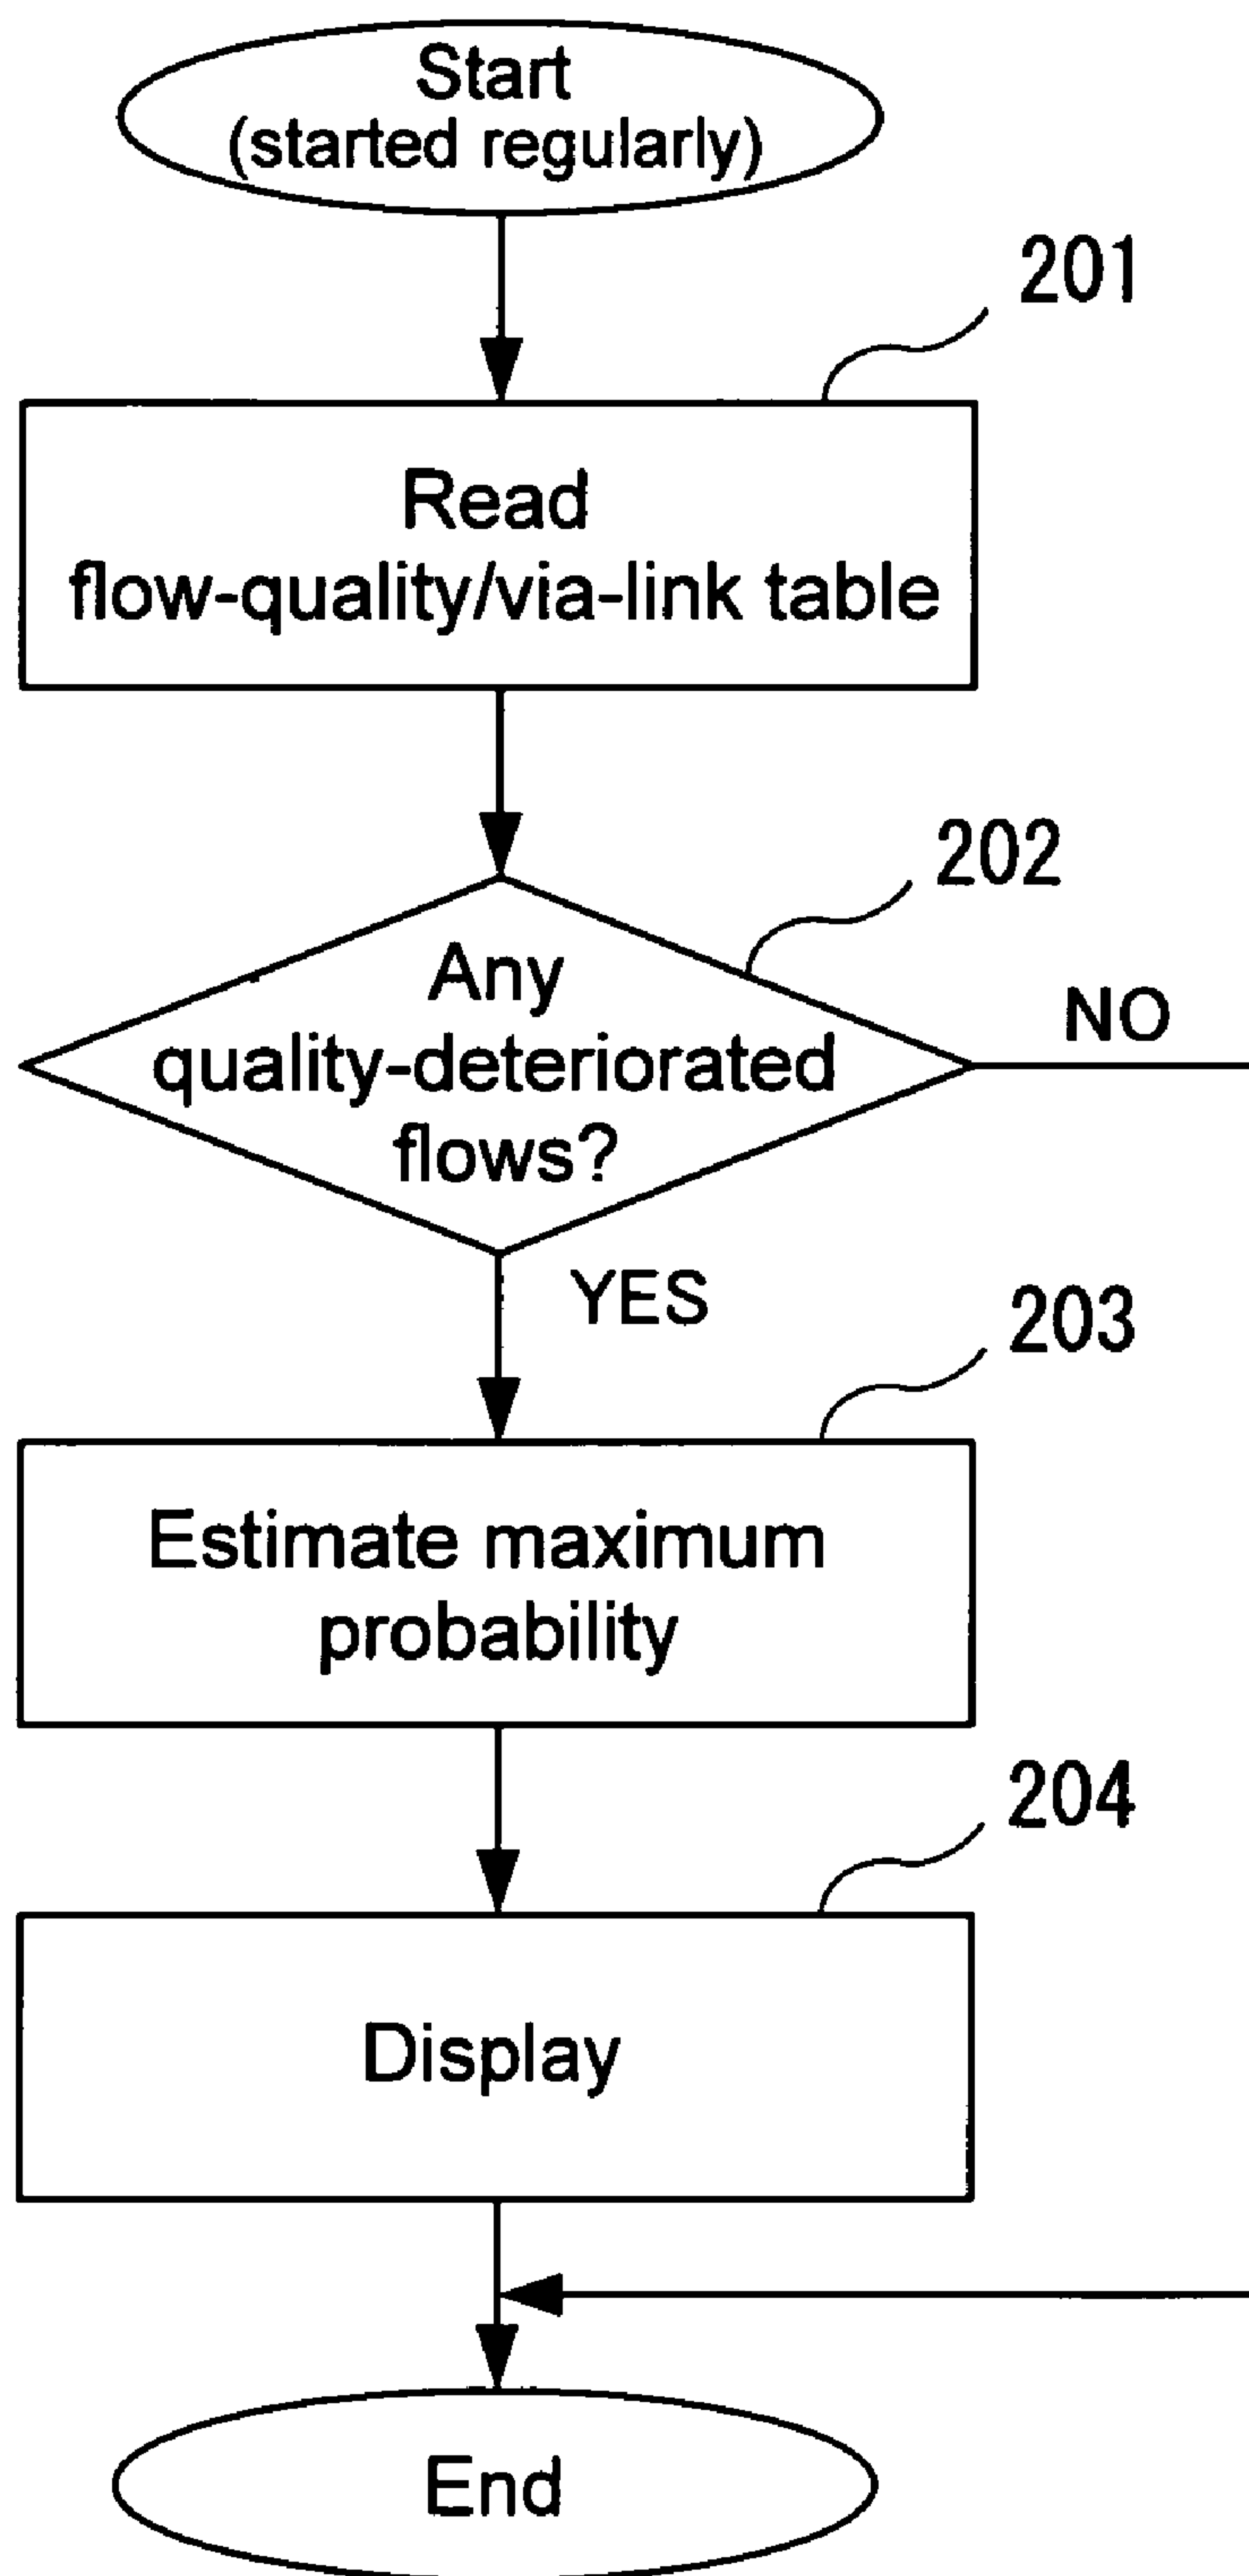 Start
(started regularly)
201
Read
flow-quality/via-link table
202
Any
quality-deteriorated
flows?
NO
YES
203
Estimate maximum
probability
204
Display
End